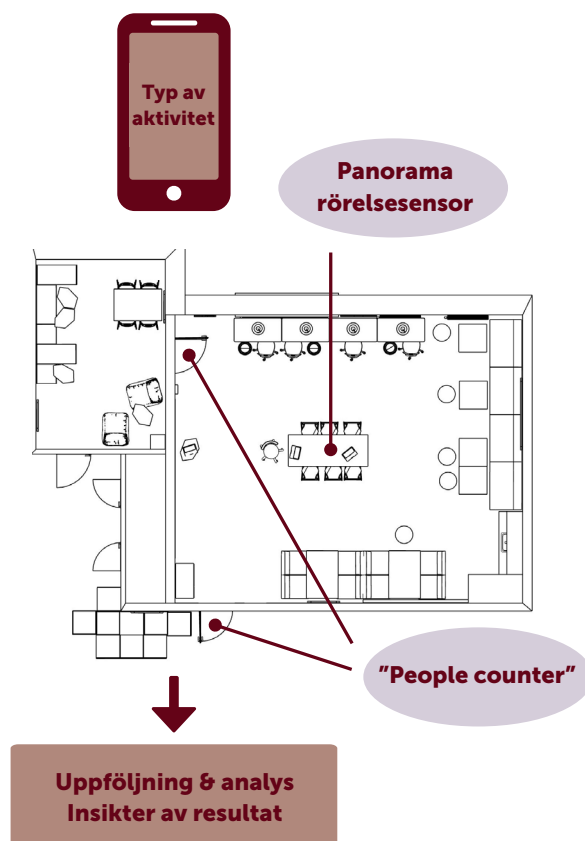 Typ av
aktivitet
Panorama
rörelsesensor
”People counter”
Uppföljning & analys
Insikter av resultat